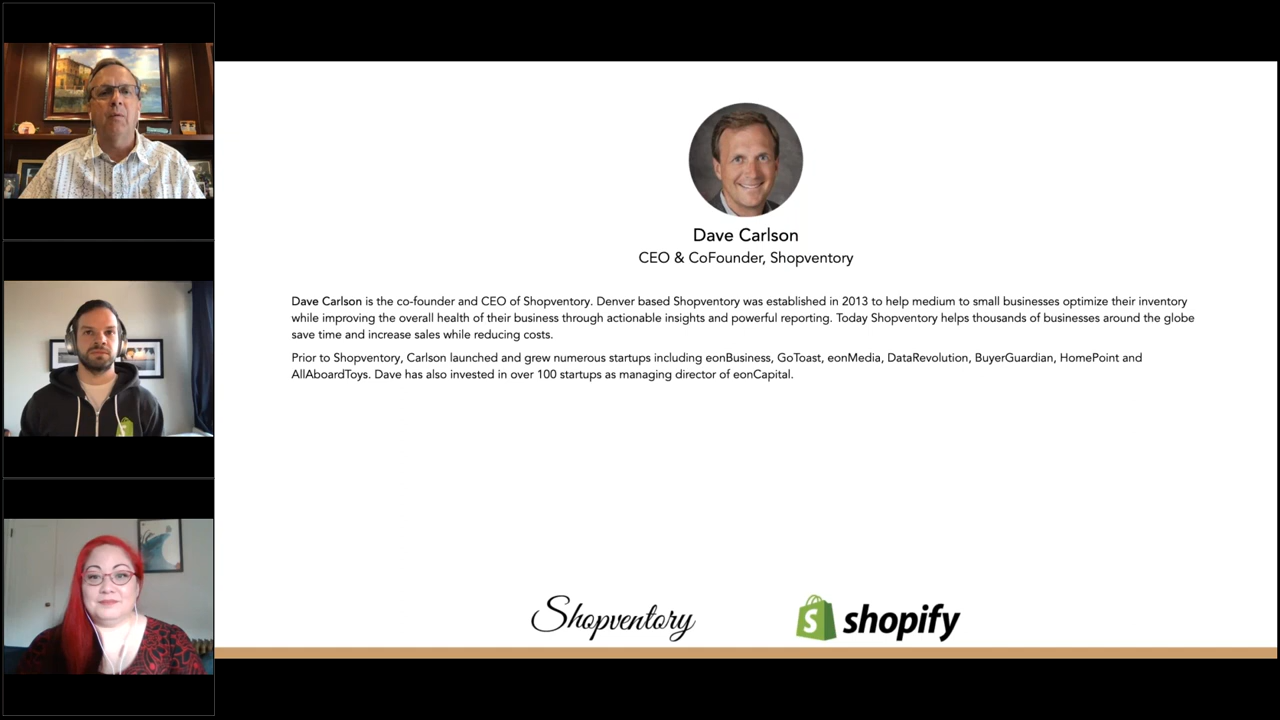 Dave Carlson
CEO & CoFounder, Shopventory
Dave Carlson is the co-founder and CEO of Shopventory. Denver based Shopventory was established in 2013 to help medium to small businesses optimize their inventory
while improving the overall health of their business through actionable insights and powerful reporting. Today Shopventory helps thousands of businesses around the globe
save time and increase sales while reducing costs.
Prior to Shopventory, Carlson launched and grew numerous startups including eonBusiness, GoToast, eonMedia, DataRevolution, BuyerGuardian, HomePoint and
AllAboardToys. Dave has also invested in over 100 startups as managing director of eonCapital.
Shopventory
shopify